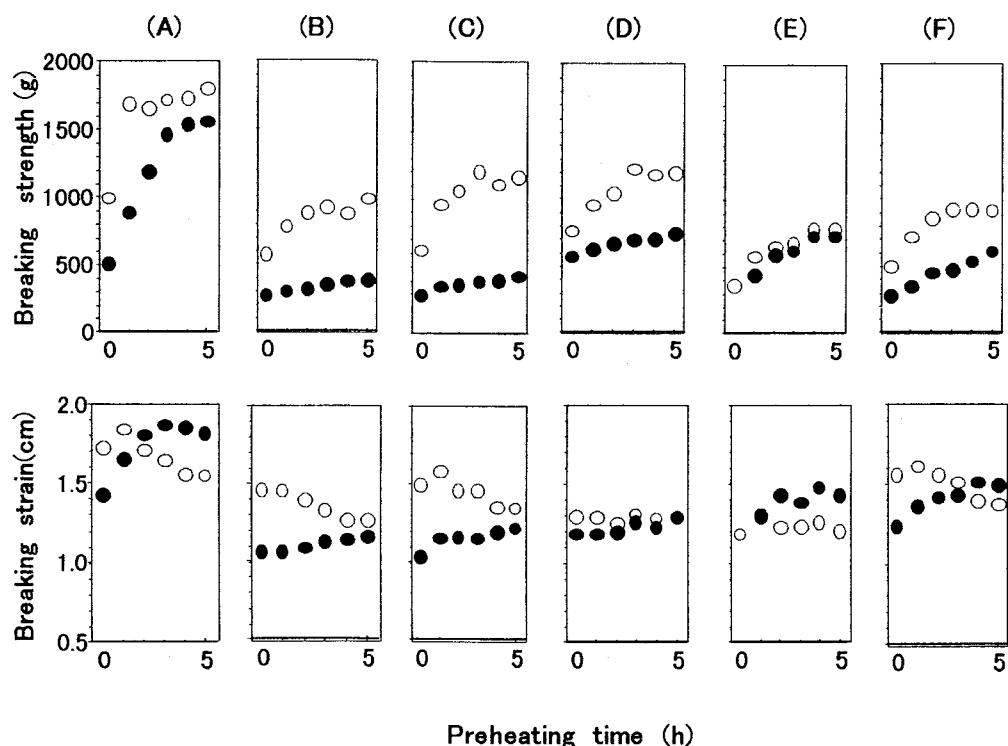 (A) (B) (C) (D) (E) (F)
Breaking strength (g)
2000
1500
1000
500
0
0 5 0 5 0 5 0 5 0 5 0 5
Breaking strain(cm)
2.0
1.5
1.0
0.5
0 5 0 5 0 5 0 5 0 5 0 5
Preheating time (h)